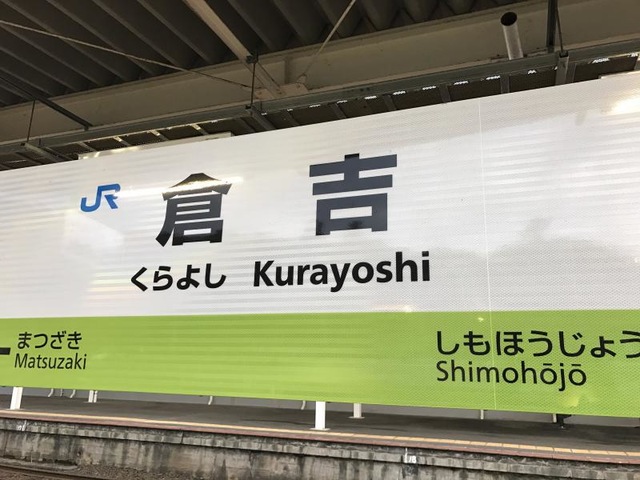 JR 倉吉
くらよし Kurayoshi
まつざき
Matsuzaki
しもほうじょう
Shimohōjō